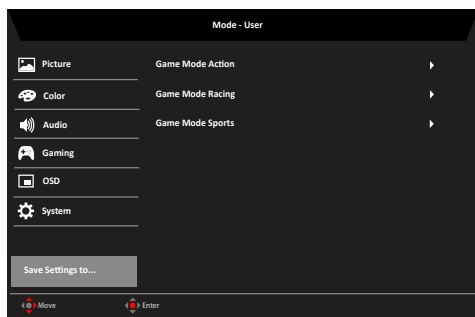 Mode - User
Picture
Game Mode Action
Color
Game Mode Racing
Audio
Game Mode Sports
Gaming
OSD
System
Save Settings to...
Move
Enter